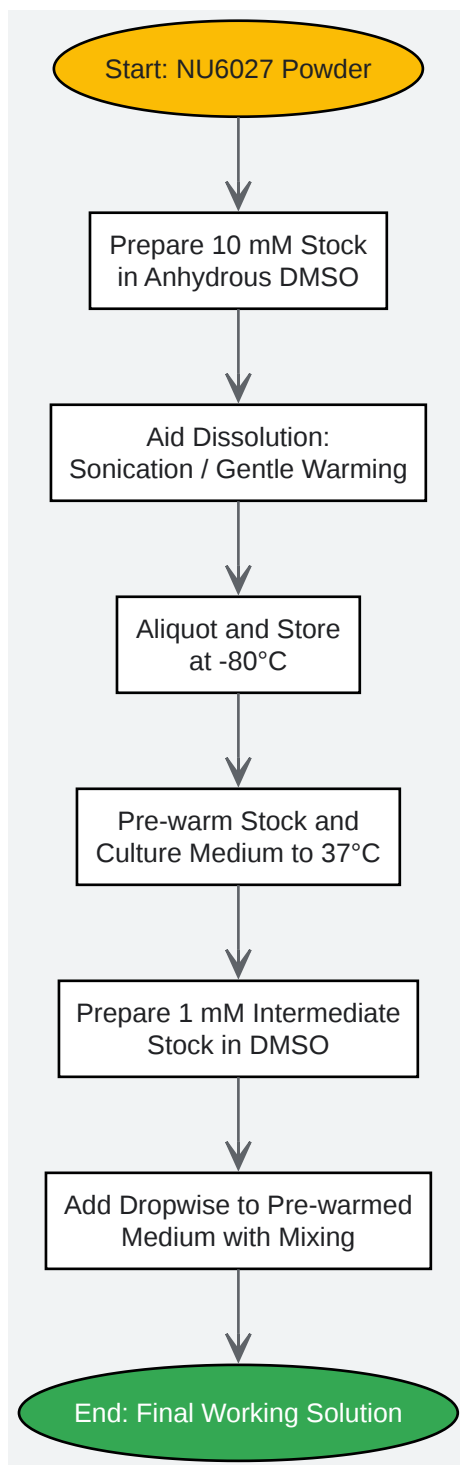 Start: NU6027 Powder
Prepare 10 mM Stock
in Anhydrous DMSO
Aid Dissolution:
Sonication / Gentle Warming
Aliquot and Store
at -80°C
Pre-warm Stock and
Culture Medium to 37°C
Prepare 1 mM Intermediate
Stock in DMSO
Add Dropwise to Pre-warmed
Medium with Mixing
End: Final Working Solution